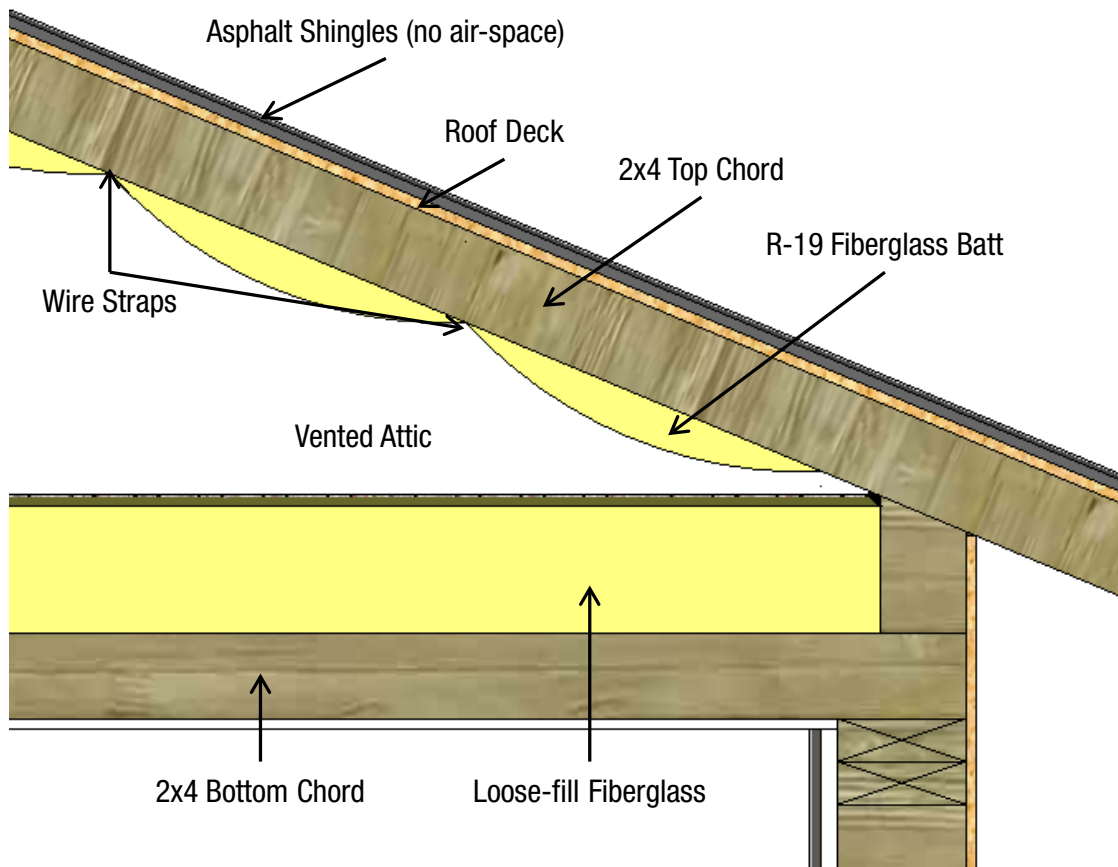 Asphalt Shingles (no air-space)
Roof Deck
2x4 Top Chord
R-19 Fiberglass Batt
Wire Straps
Vented Attic
2x4 Bottom Chord
Loose-fill Fiberglass